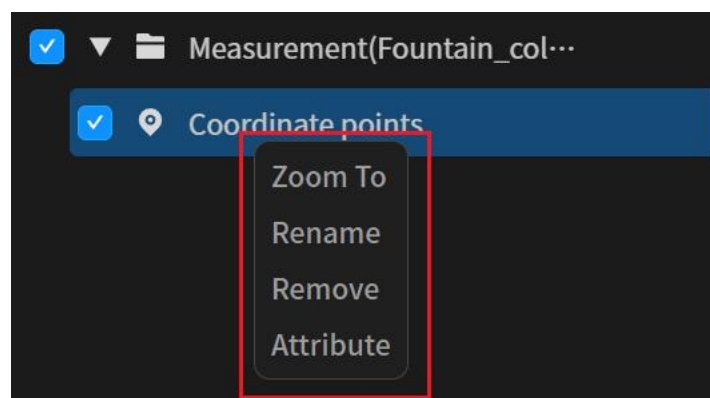 Measurement(Fountain_col···
Coordinate points
Zoom To
Rename
Remove
Attribute